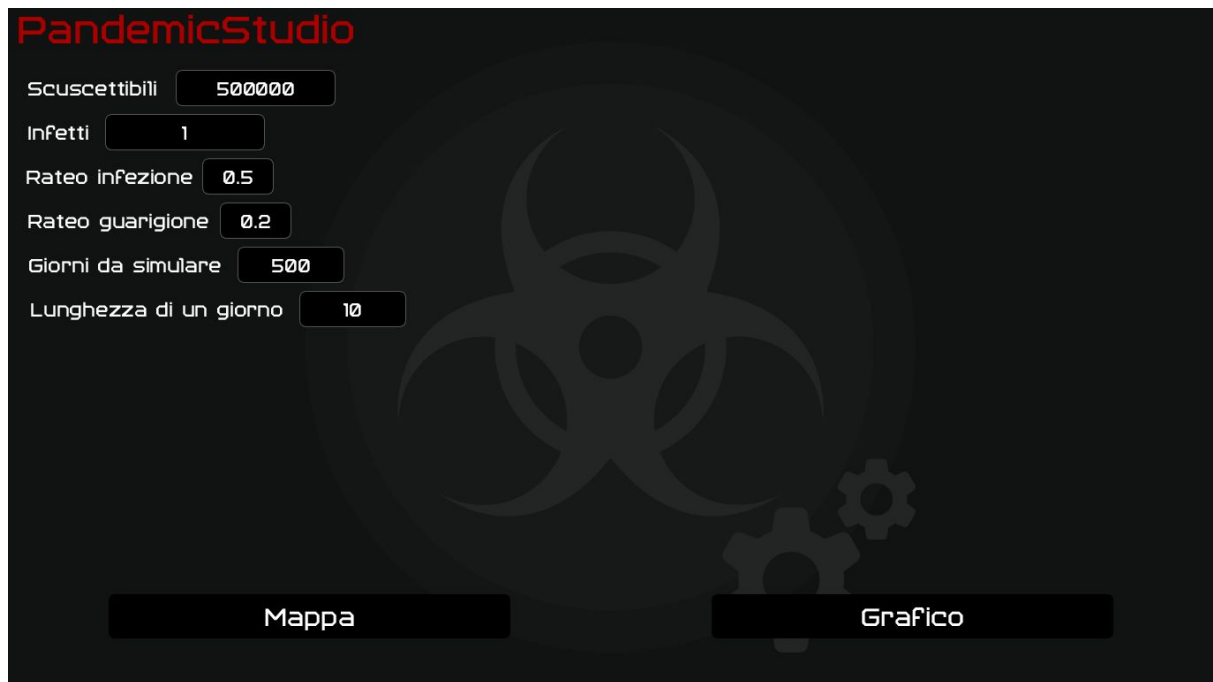 PandemicStudio
Scuscettibili 500000
Infetti 1
Rateo infezione 0.5
Rateo guarigione 0.2
Giorni da simulare 500
Lunghezza di un giorno 10
Mappa Grafico